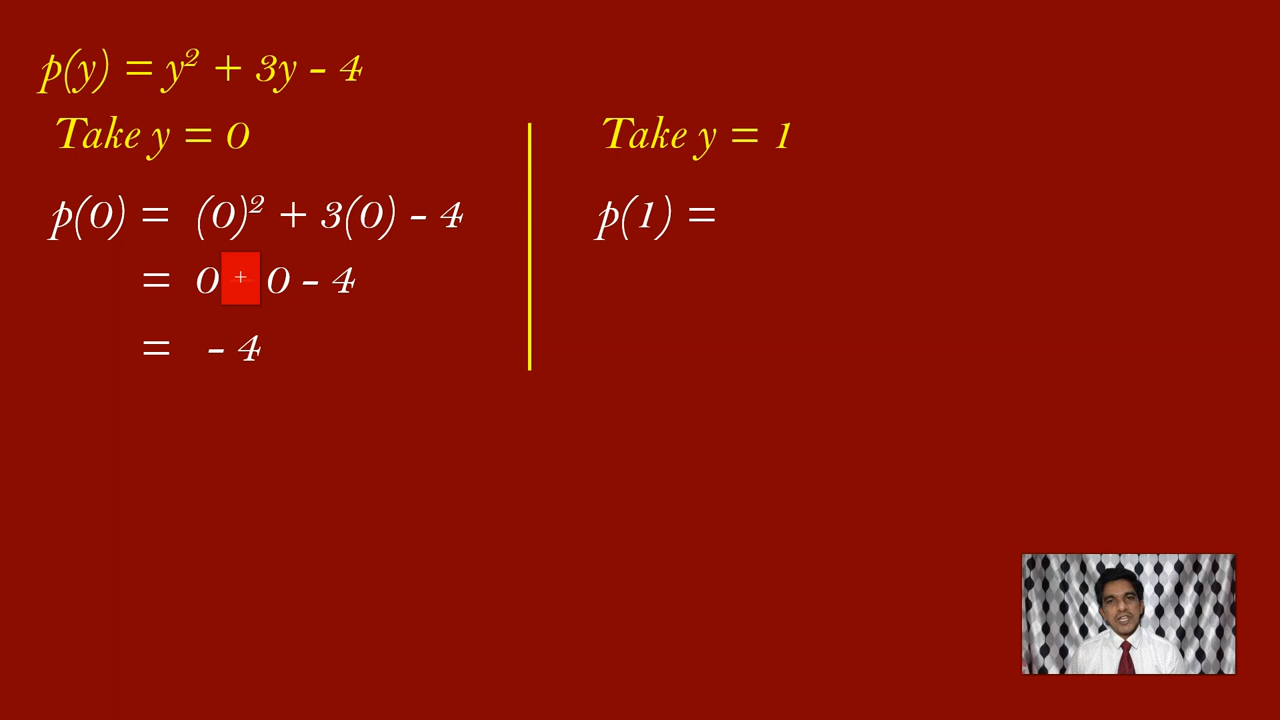 p(y) = y² + 3y - 4
Take y = 0
p(0) = (0)² + 3(0) - 4
= 0 + 0 - 4
= - 4
Take y = 1
p(1) =